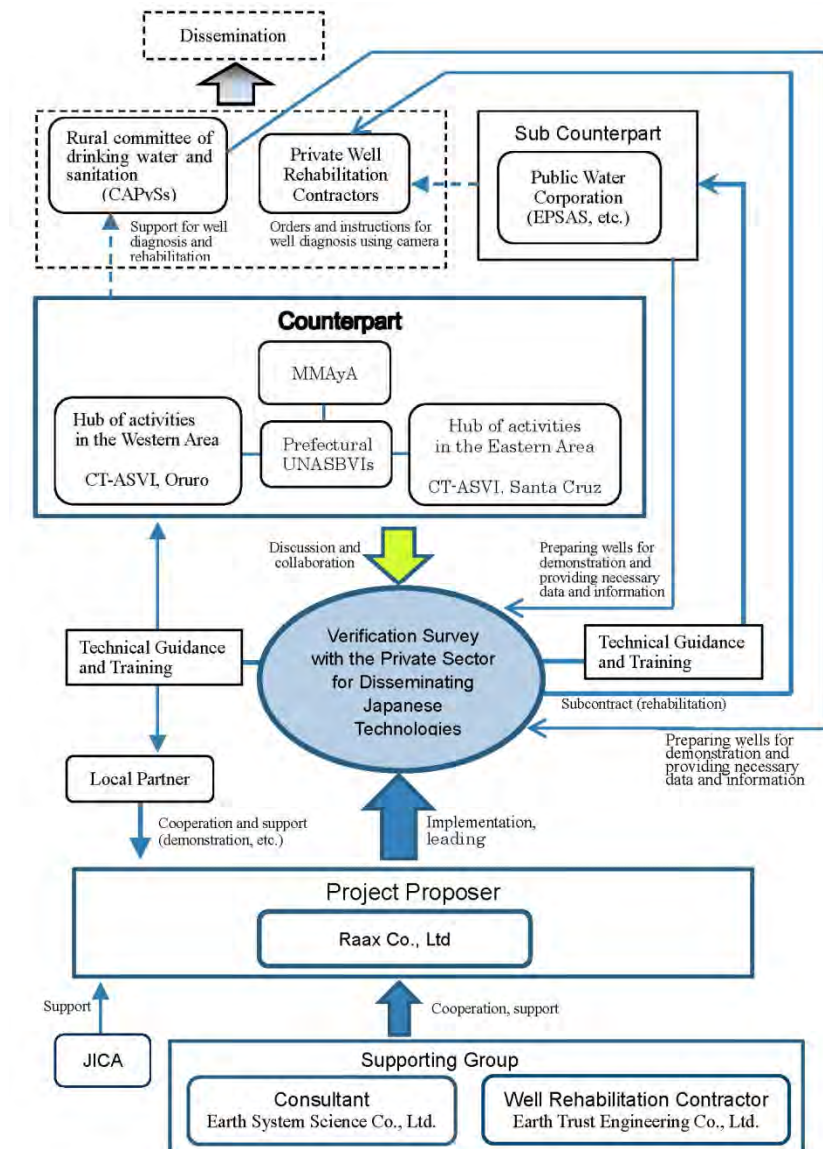 Dissemination
Rural committee of
drinking water and
sanitation
(CAPySs)
Private Well
Rehabilitation
Contractors
Sub Counterpart
Public Water
Corporation
(EPSAS, etc.)
Support for well
diagnosis and
rehabilitation
Orders and instructions for
well diagnosis using camera
Counterpart
MMAyA
Hub of activities
in the Western Area
CT-ASVI, Oruro
Prefectural
UNASBVIs
Hub of activities
in the Eastern Area
CT-ASVI, Santa Cruz
Discussion and
collaboration
Preparing wells for
demonstration and
providing necessary
data and information
Technical Guidance
and Training
Verification Survey
with the Private Sector
for Disseminating
Japanese
Technologies
Technical Guidance
and Training
Subcontract (rehabilitation)
Preparing wells for
demonstration and
providing necessary
data and information
Local Partner
Cooperation and support
(demonstration, etc.)
Implementation,
leading
Project Proposer
Raax Co., Ltd
Support
Cooperation, support
JICA
Supporting Group
Consultant
Earth System Science Co., Ltd.
Well Rehabilitation Contractor
Earth Trust Engineering Co., Ltd.